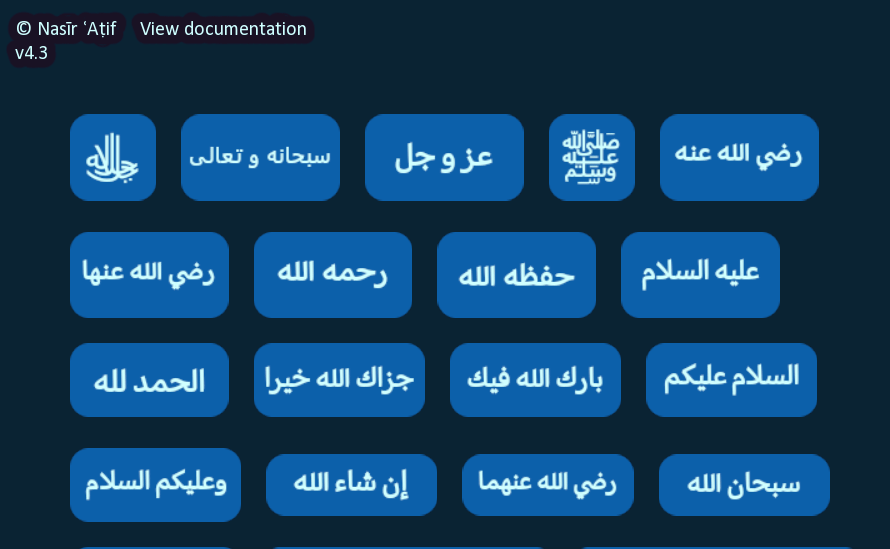 © Nasīr ʿAṭif View documentation
v4.3
ﷻ
سبحانه و تعالى
عز و جل
ﷺ
رضي الله عنه
رضي الله عنها
رحمه الله
حفظه الله
عليه السلام
الحمد لله
جزاك الله خيرا
بارك الله فيك
السلام عليكم
وعليكم السلام
إن شاء الله
رضي الله عنهما
سبحان الله